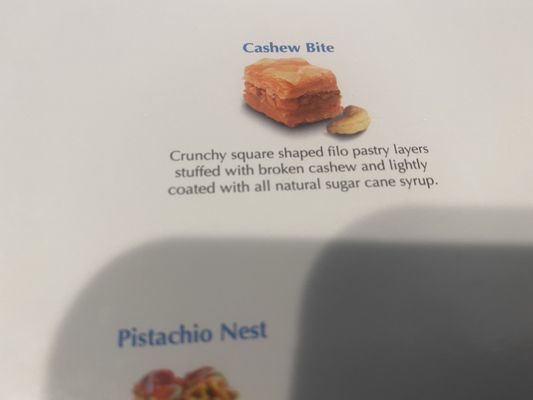 Cashew Bite
Crunchy square shaped filo pastry layers
stuffed with broken cashew and lightly
coated with all natural sugar cane syrup.
Pistachio Nest